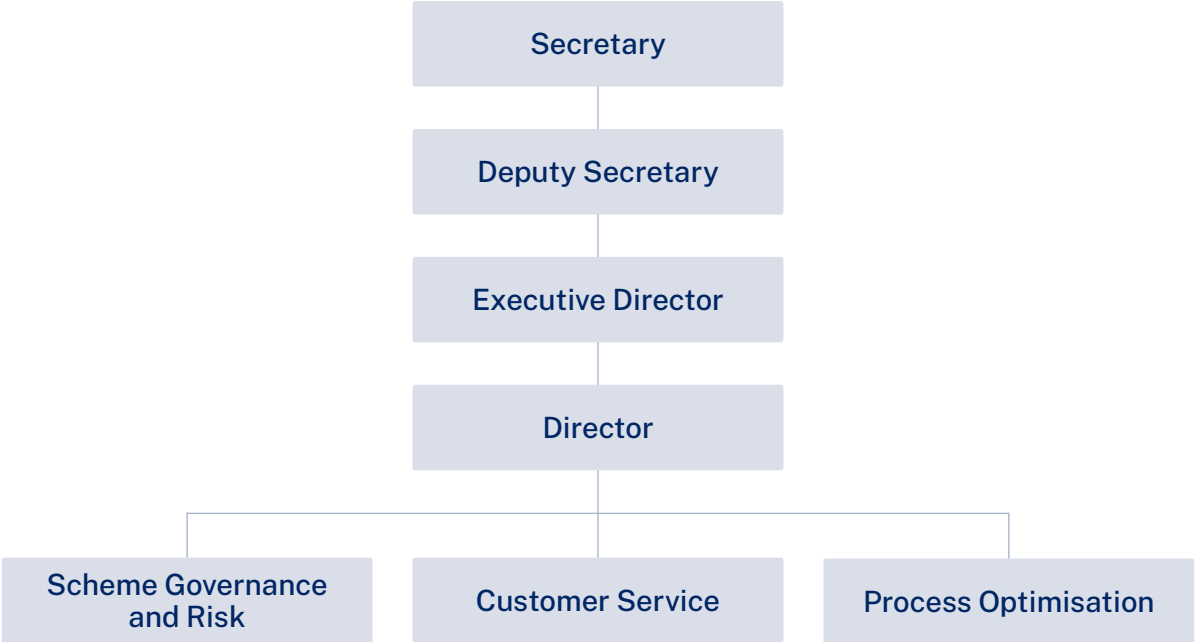 Secretary
Deputy Secretary
Executive Director
Director
Scheme Governance
and Risk
Customer Service
Process Optimisation